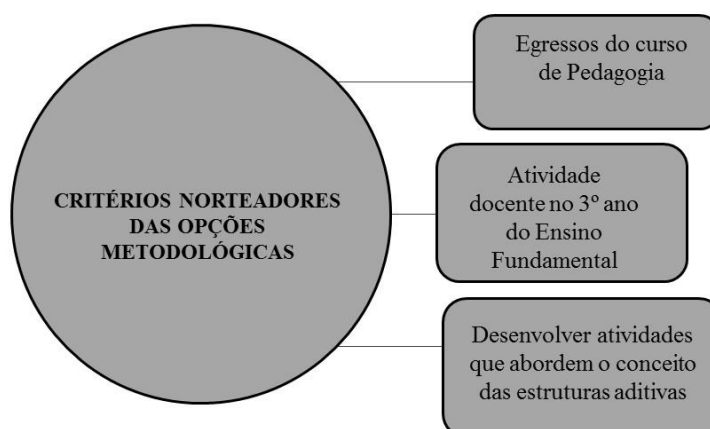 CRITÉRIOS NORTEADORES
DAS OPÇÕES
METODOLÓGICAS
Egressos do curso
de Pedagogia
Atividade
docente no 3º ano
do Ensino
Fundamental
Desenvolver atividades
que abordem o conceito
das estruturas aditivas